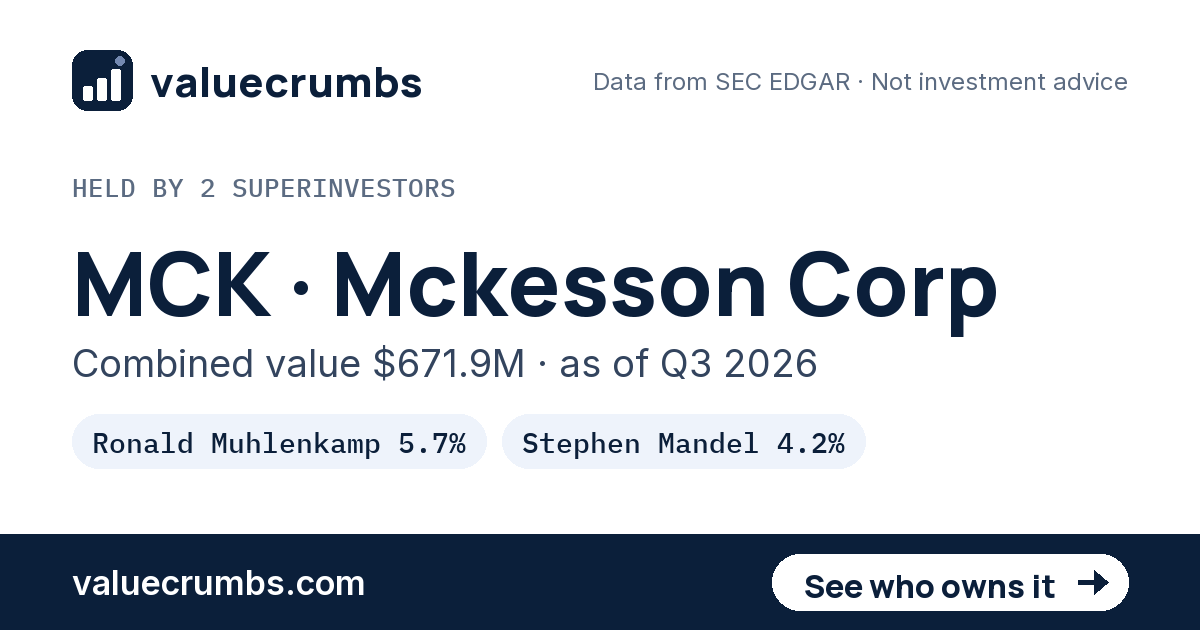 valuecrumbs
Data from SEC EDGAR · Not investment advice
HELD BY 2 SUPERINVESTORS
MCK · Mckesson Corp
Combined value $671.9M · as of Q3 2026
Ronald Muhlenkamp 5.7%
Stephen Mandel 4.2%
valuecrumbs.com
See who owns it →